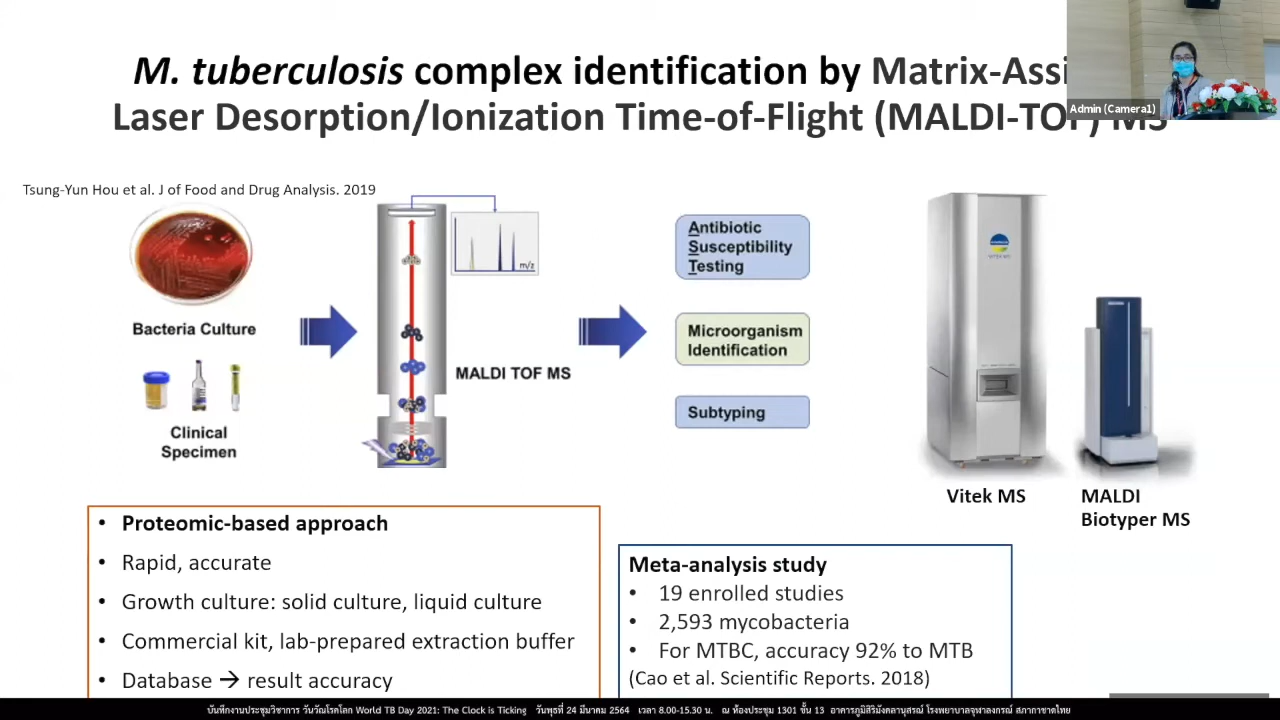 M. tuberculosis complex identification by Matrix-Assi
Laser Desorption/Ionization Time-of-Flight (MALDI-TOF) MS
Admin (Camera1)
Tsung-Yun Hou et al. J of Food and Drug Analysis. 2019
m/z
Bacteria Culture
Clinical
Specimen
MALDI TOF MS
Antibiotic
Susceptibility
Testing
Microorganism
Identification
Subtyping
VITEK MS
Vitek MS
MALDI
Biotyper MS
• Proteomic-based approach
• Rapid, accurate
• Growth culture: solid culture, liquid culture
• Commercial kit, lab-prepared extraction buffer
• Database → result accuracy
Meta-analysis study
• 19 enrolled studies
• 2,593 mycobacteria
• For MTBC, accuracy 92% to MTB
(Cao et al. Scientific Reports. 2018)
บันทึกงานประชุมวิชาการ วันวัณโรคโลก World TB Day 2021: The Clock is Ticking วันพุธที่ 24 มีนาคม 2564 เวลา 8.00-15.30 น. ณ ห้องประชุม 1301 ชั้น 13 อาคารภูมิสิริมังคลานุสรณ์ โรงพยาบาลจุฬาลงกรณ์ สภากาชาดไทย